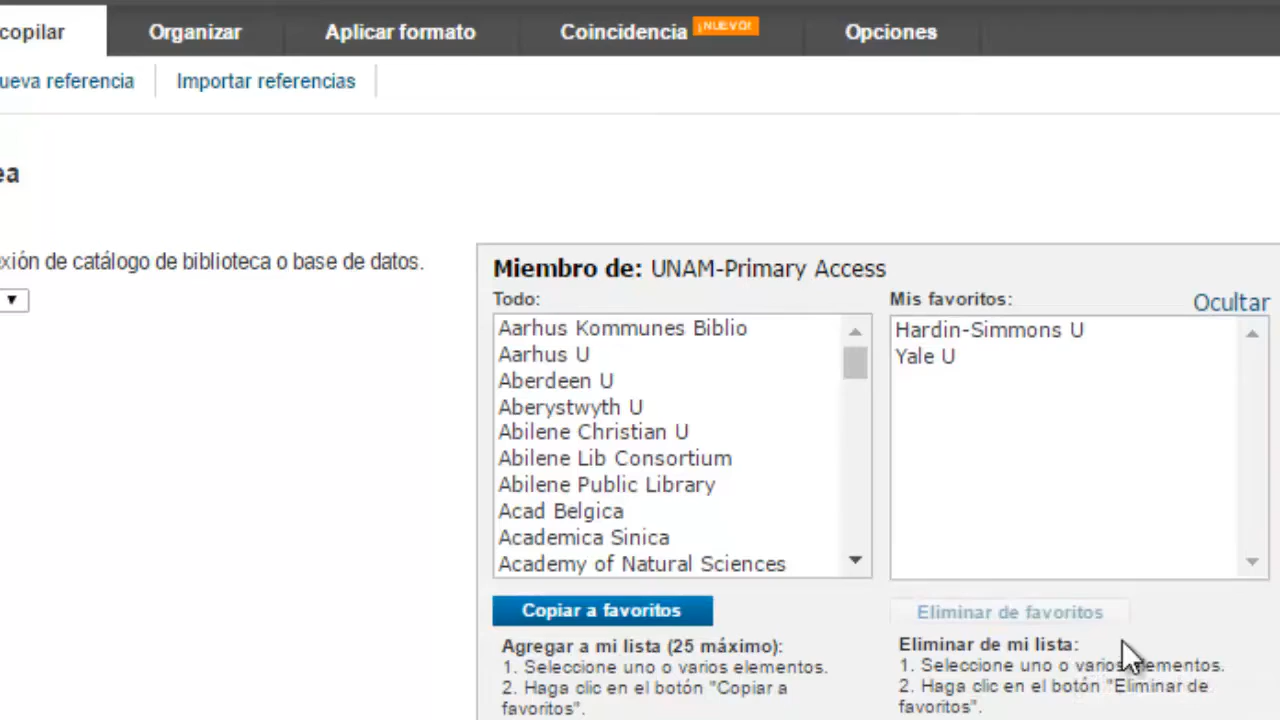 copilar Organizar Aplicar formato Coincidencia ¡NUEVO! Opciones
ueva referencia Importar referencias
ea
xión de catálogo de biblioteca o base de datos.
Miembro de: UNAM-Primary Access
Todo:
Aarhus Kommunes Biblio
Aarhus U
Aberdeen U
Aberystwyth U
Abilene Christian U
Abilene Lib Consortium
Abilene Public Library
Acad Belgica
Academica Sinica
Academy of Natural Sciences
Copiar a favoritos
Agregar a mi lista (25 máximo):
1. Seleccione uno o varios elementos.
2. Haga clic en el botón "Copiar a
favoritos".
Mis favoritos: Ocultar
Hardin-Simmons U
Yale U
Eliminar de favoritos
Eliminar de mi lista:
1. Seleccione uno o varios elementos.
2. Haga clic en el botón "Eliminar de
favoritos".